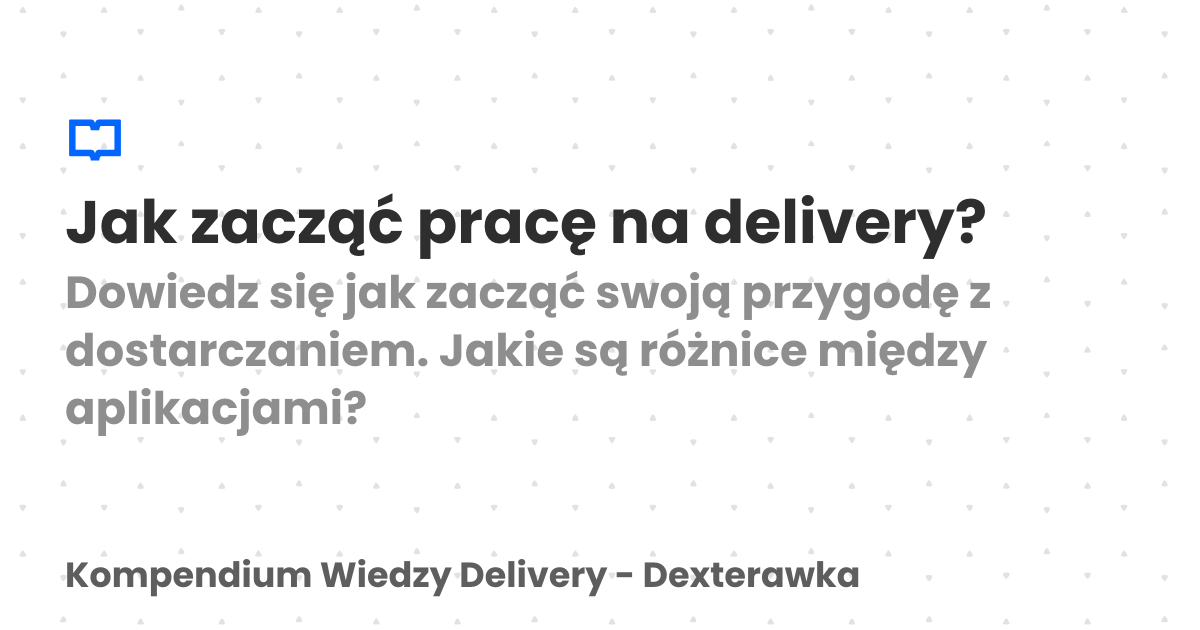 Jak zacząć pracę na delivery?
Dowiedz się jak zacząć swoją przygodę z
dostarczaniem. Jakie są różnice między
aplikacjami?
Kompendium Wiedzy Delivery - Dexterawka